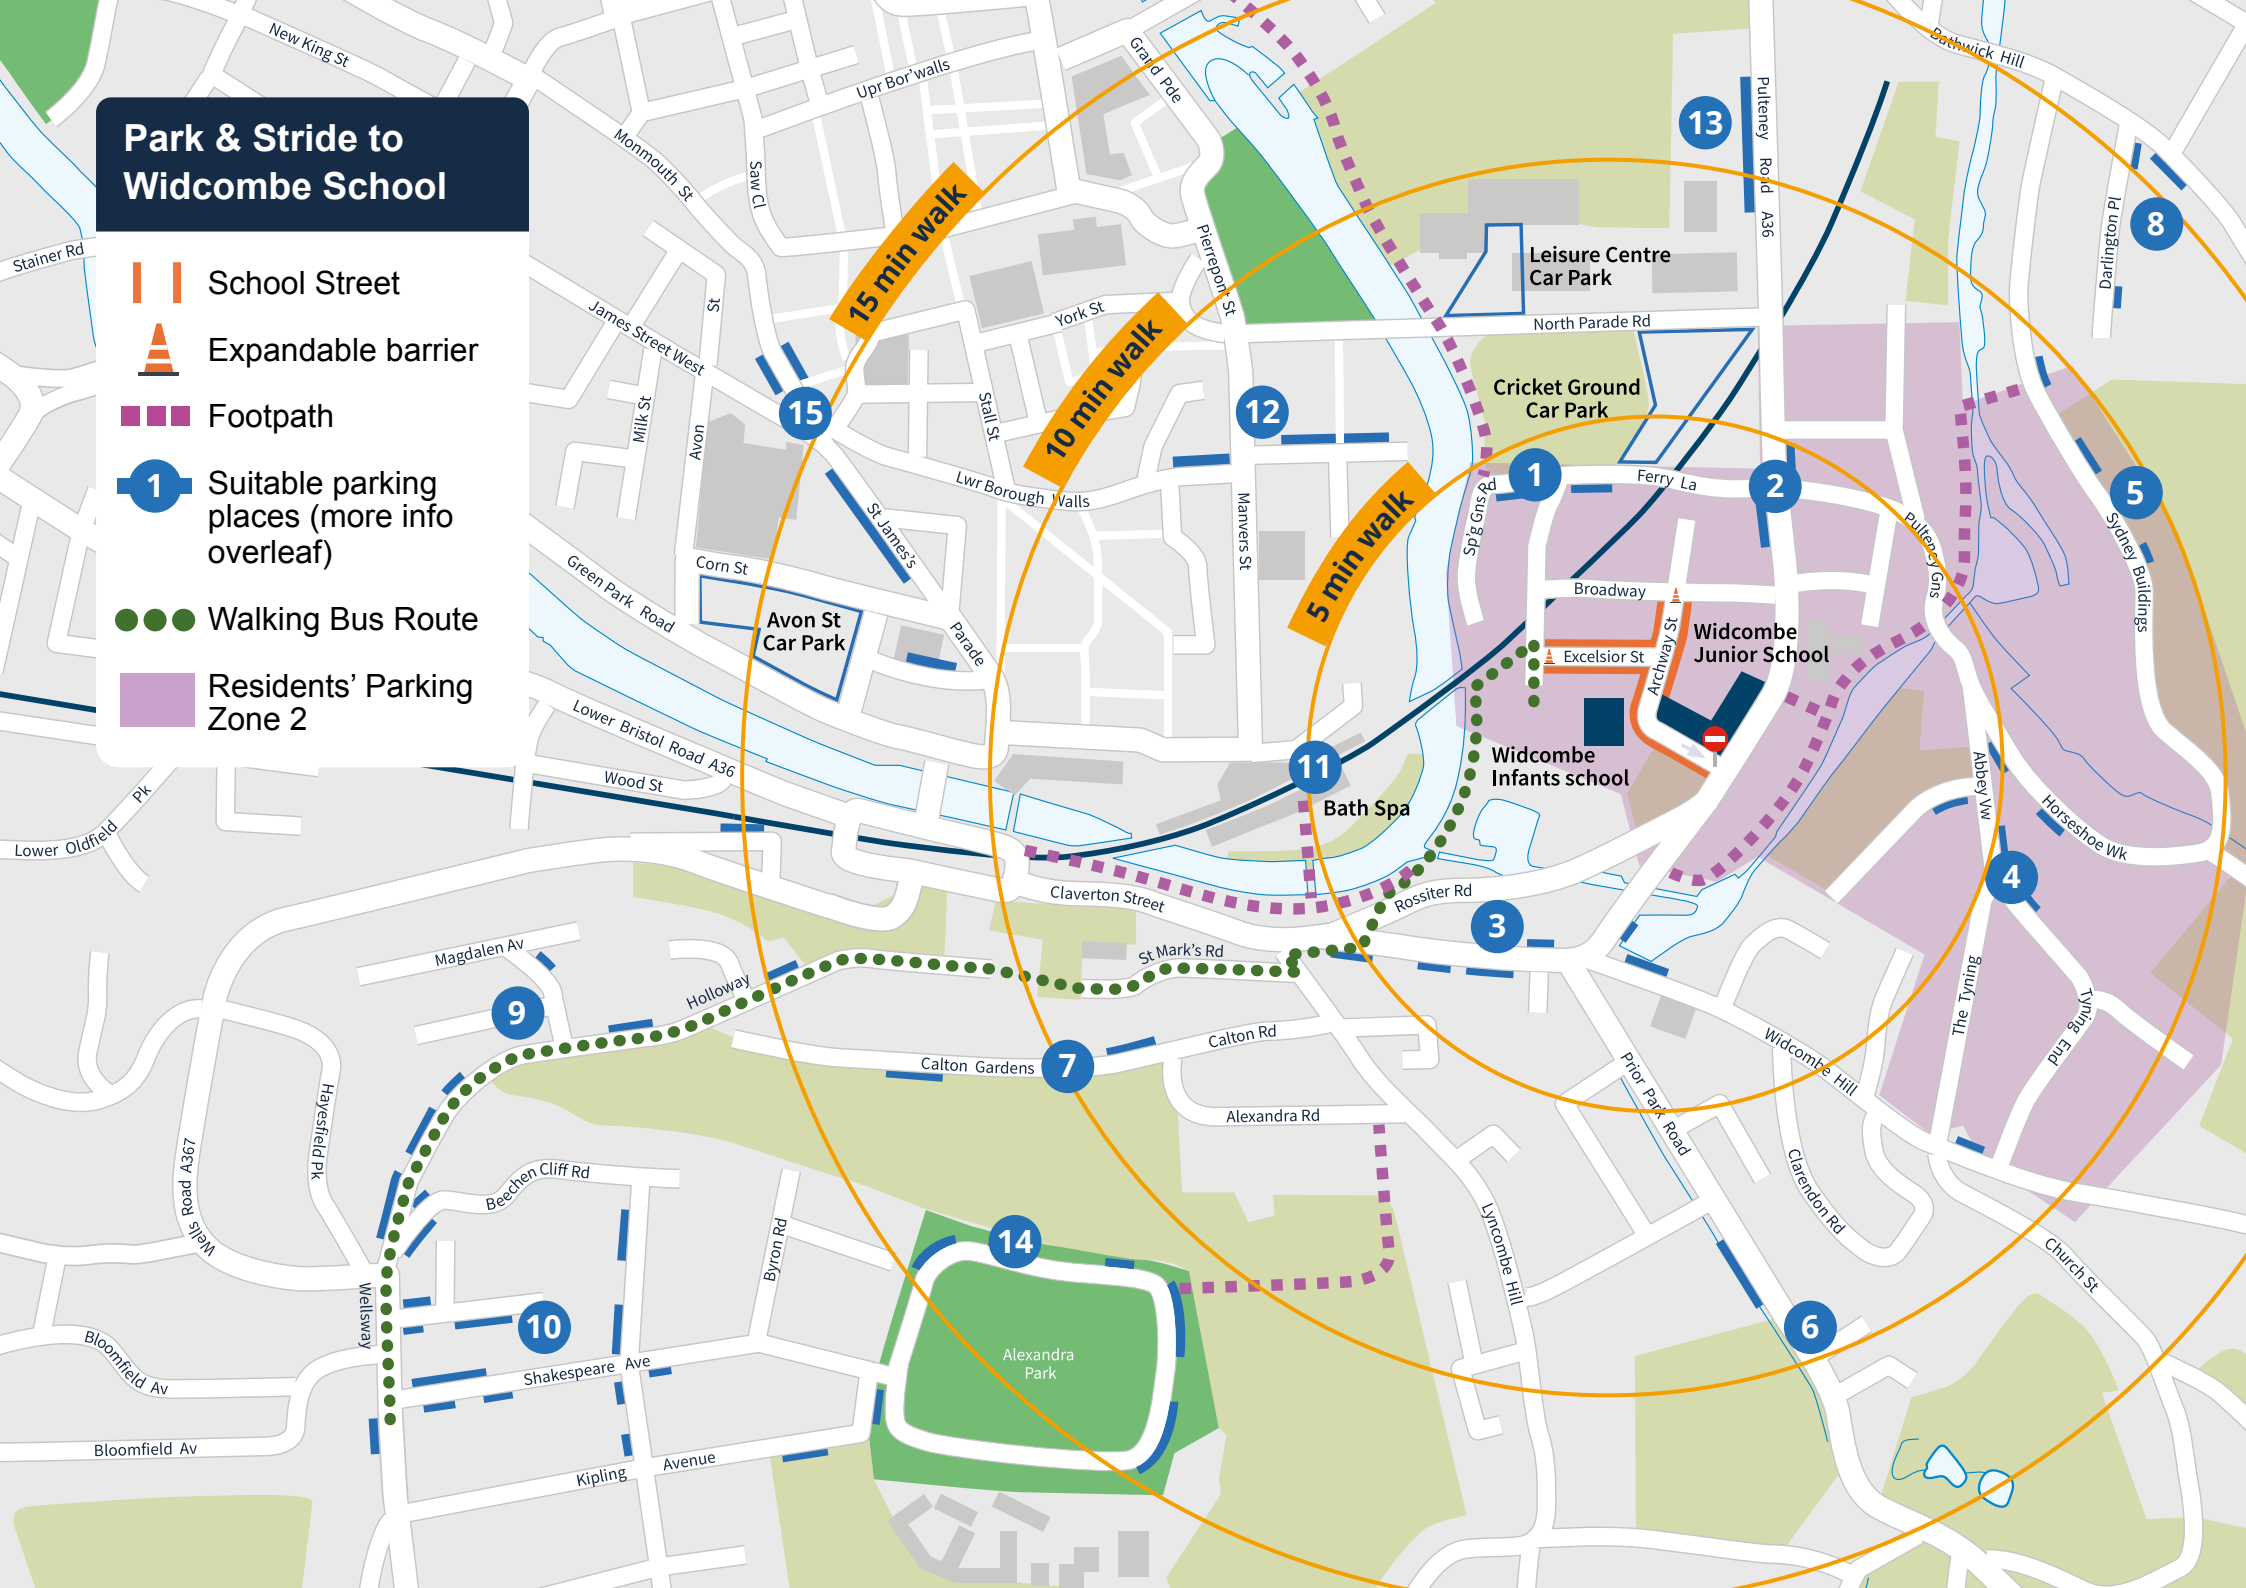 Park & Stride to
Widcombe School
School Street
Expandable barrier
Footpath
1
Suitable parking
places (more info
overleaf)
Walking Bus Route
Residents’ Parking
Zone 2
New King St
Stainer Rd
Upr Bor’walls
Grand Pde
Monmouth St
Saw Cl
15 min walk
10 min walk
5 min walk
Pierrepont St
York St
James Street West
Milk St
Avon
St
Stall St
15
12
13
8
Pulteney Road A36
Bathwick Hill
Darlington Pl
Leisure Centre
Car Park
North Parade Rd
Cricket Ground
Car Park
Lwr Borough Walls
Manvers St
St James’s
Parade
Corn St
Avon St
Car Park
Green Park Road
1
Ferry La
2
5
Sp’g Gns Rd
Pulteney Gns
Sydney Buildings
Broadway
Excelsior St
Archway St
Widcombe
Junior School
Widcombe
Infants school
11
Bath Spa
Lower Bristol Road A36
Wood St
Pk
Lower Oldfield
Abbey Vw
Horseshoe Wk
4
Claverton Street
Rossiter Rd
3
St Mark’s Rd
Magdalen Av
Holloway
9
Calton Gardens
7
Calton Rd
Alexandra Rd
The Tyning
Tyning End
Widcombe Hill
Prior Park Road
Clarendon Rd
Church St
Lyncombe Hill
6
Hayesfield Pk
Wells Road A367
Wells
Beechen Cliff Rd
Byron Rd
14
Alexandra
Park
Wellsway
10
Shakespeare Ave
Bloomfield Av
Bloomfield Av
Kipling Avenue